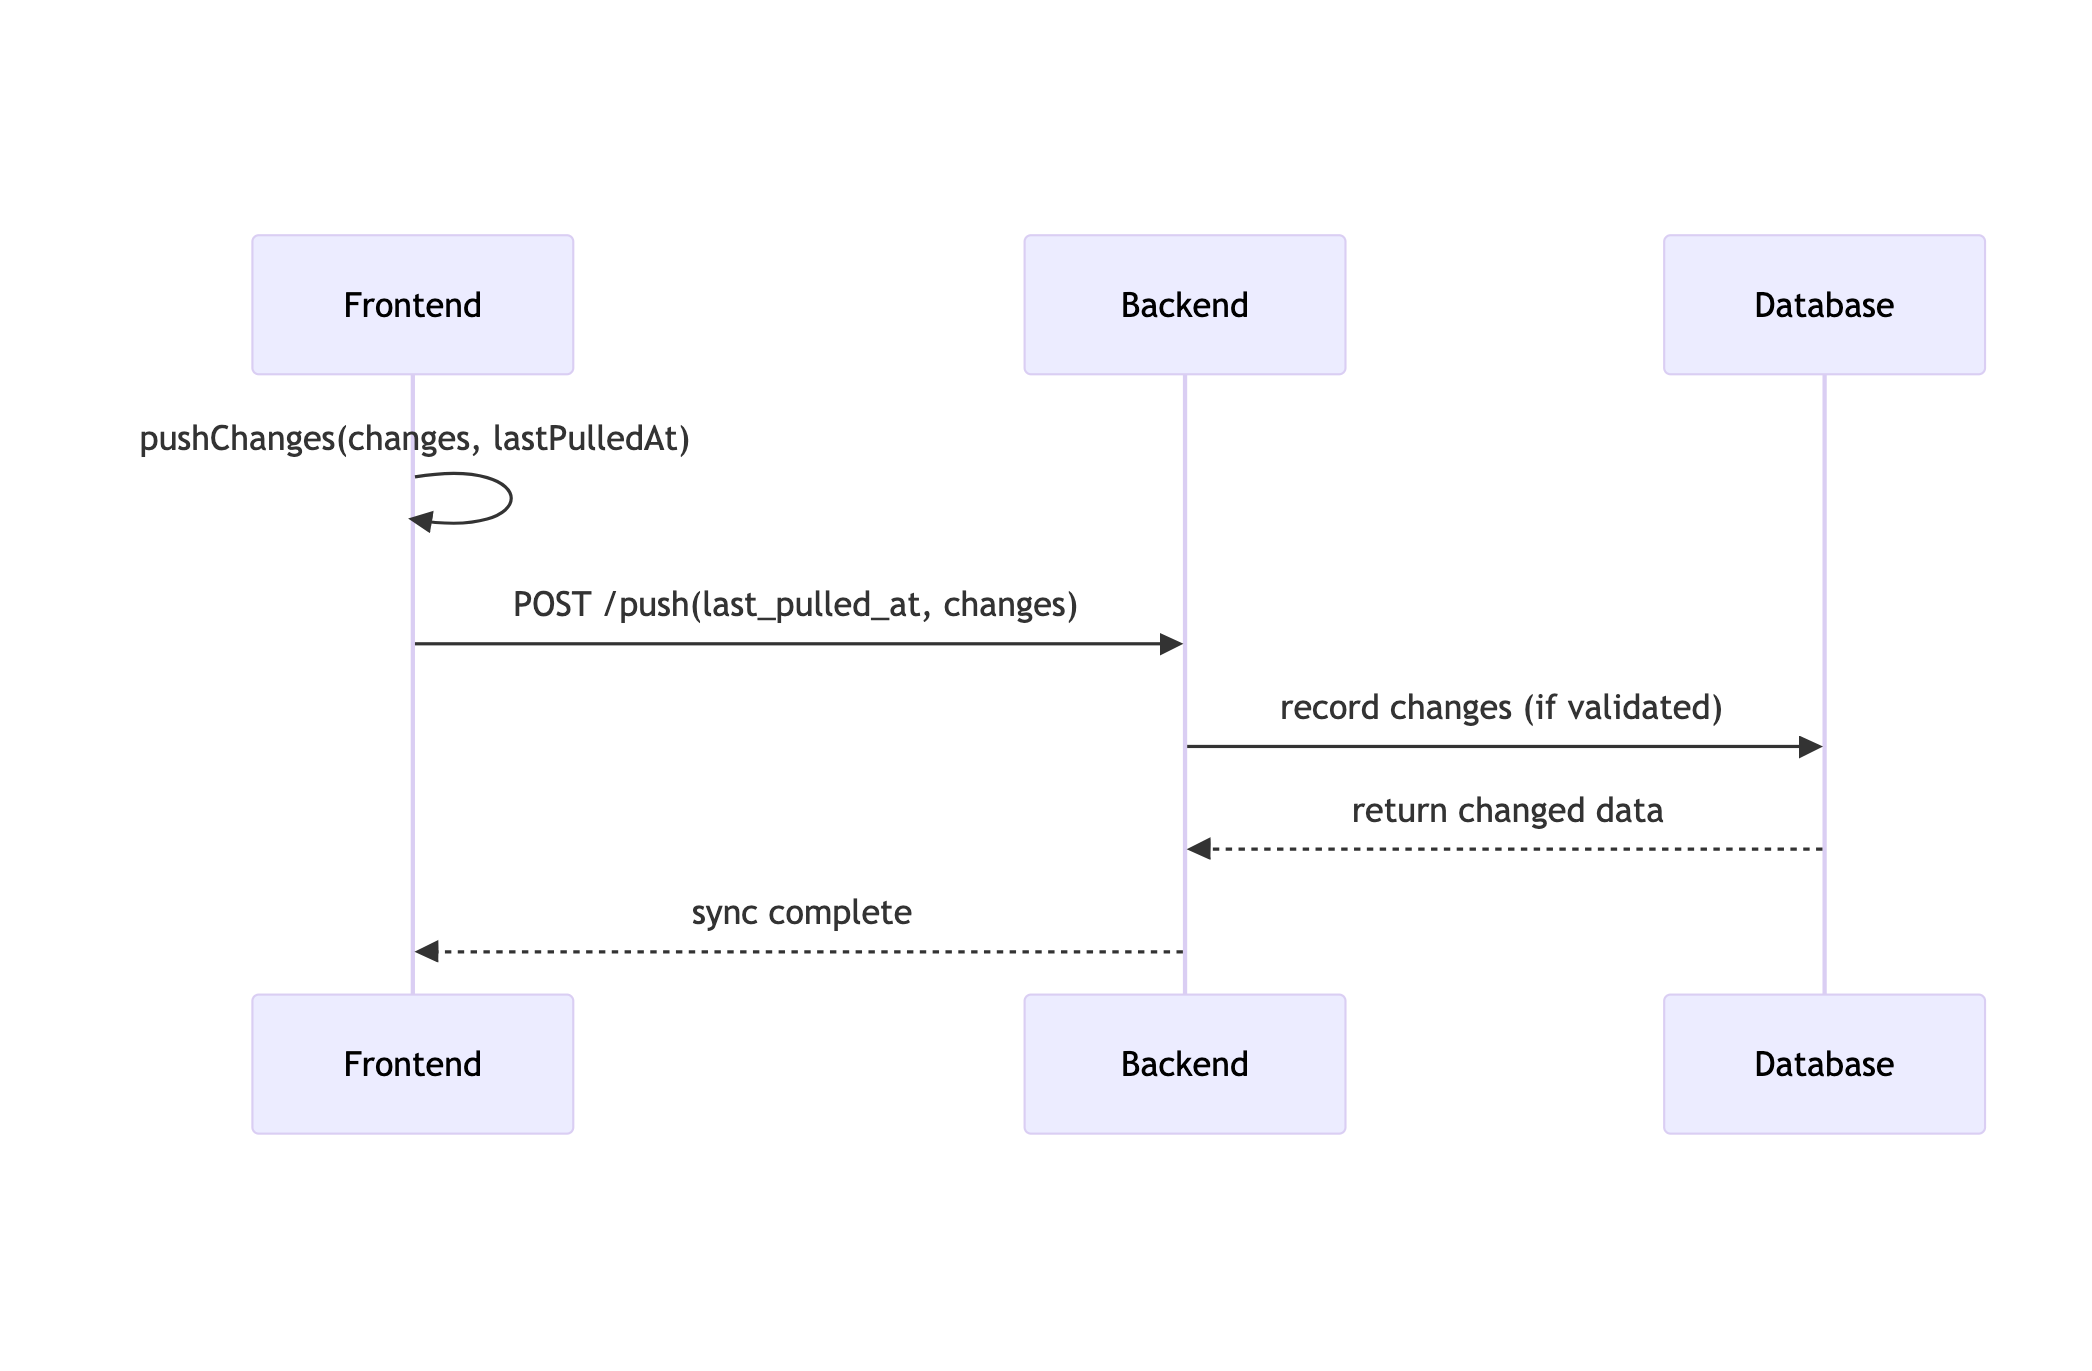 Frontend
Backend
Database
pushChanges(changes, lastPulledAt)
POST /push(last_pulled_at, changes)
record changes (if validated)
return changed data
sync complete
Frontend
Backend
Database